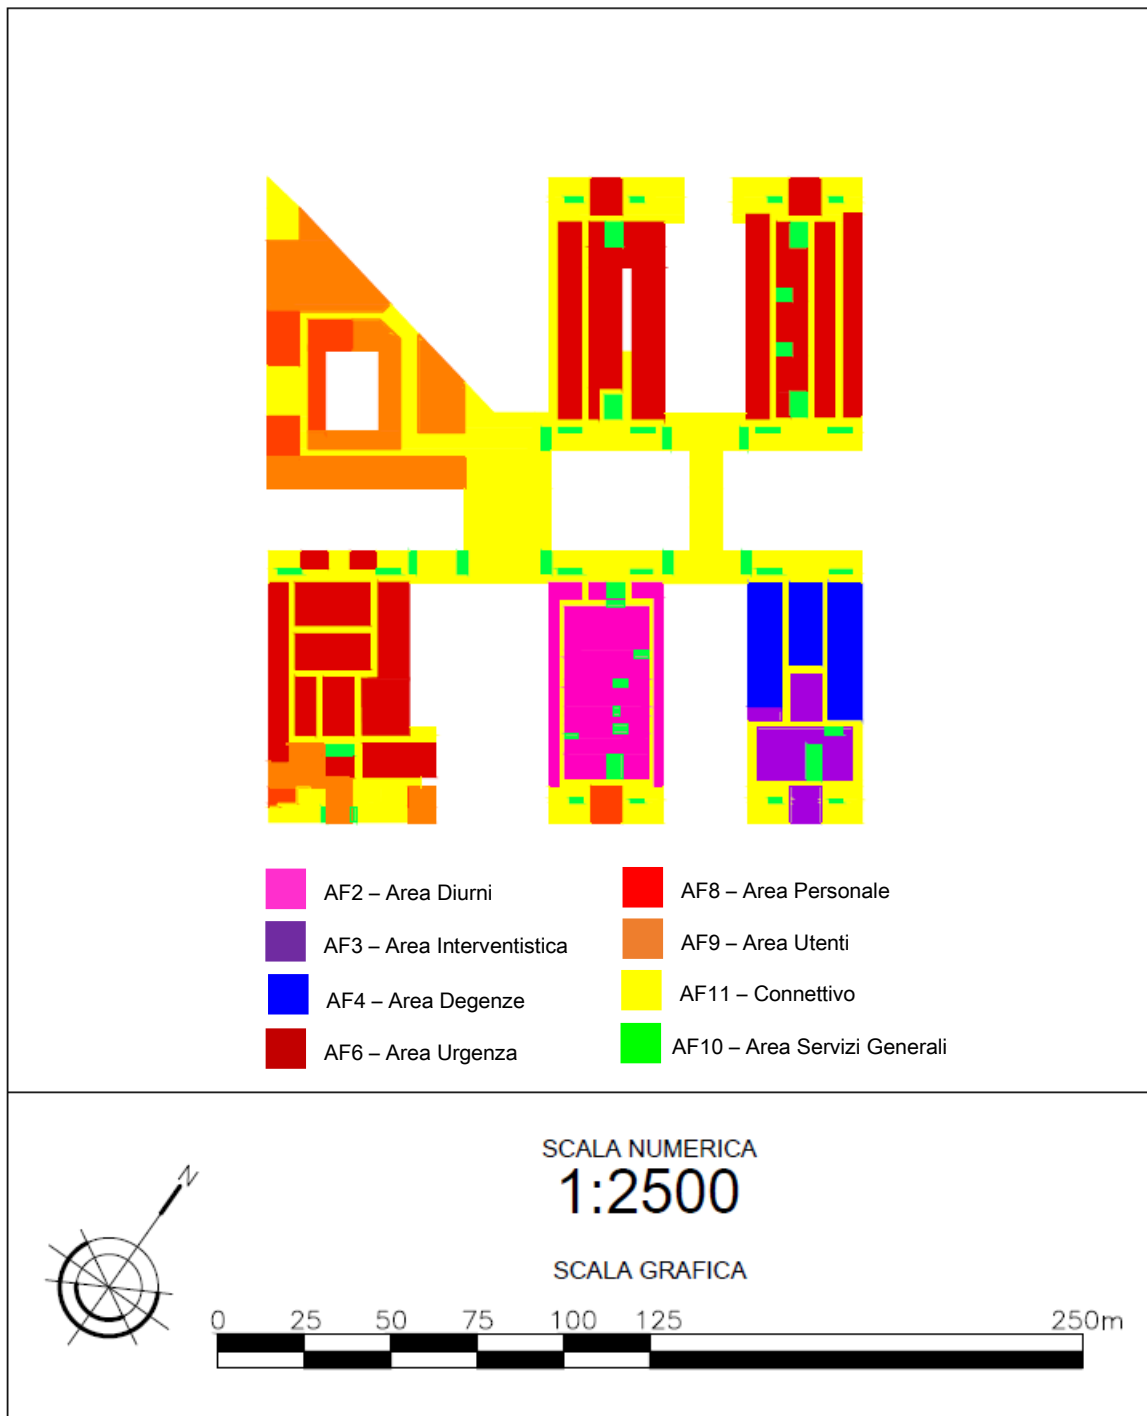 AF2 – Area Diurni
AF8 – Area Personale
AF3 – Area Interventistica
AF9 – Area Utenti
AF4 – Area Degenze
AF11 – Connettivo
AF6 – Area Urgenza
AF10 – Area Servizi Generali
N
SCALA NUMERICA
1:2500
SCALA GRAFICA
0 25 50 75 100 125 250m